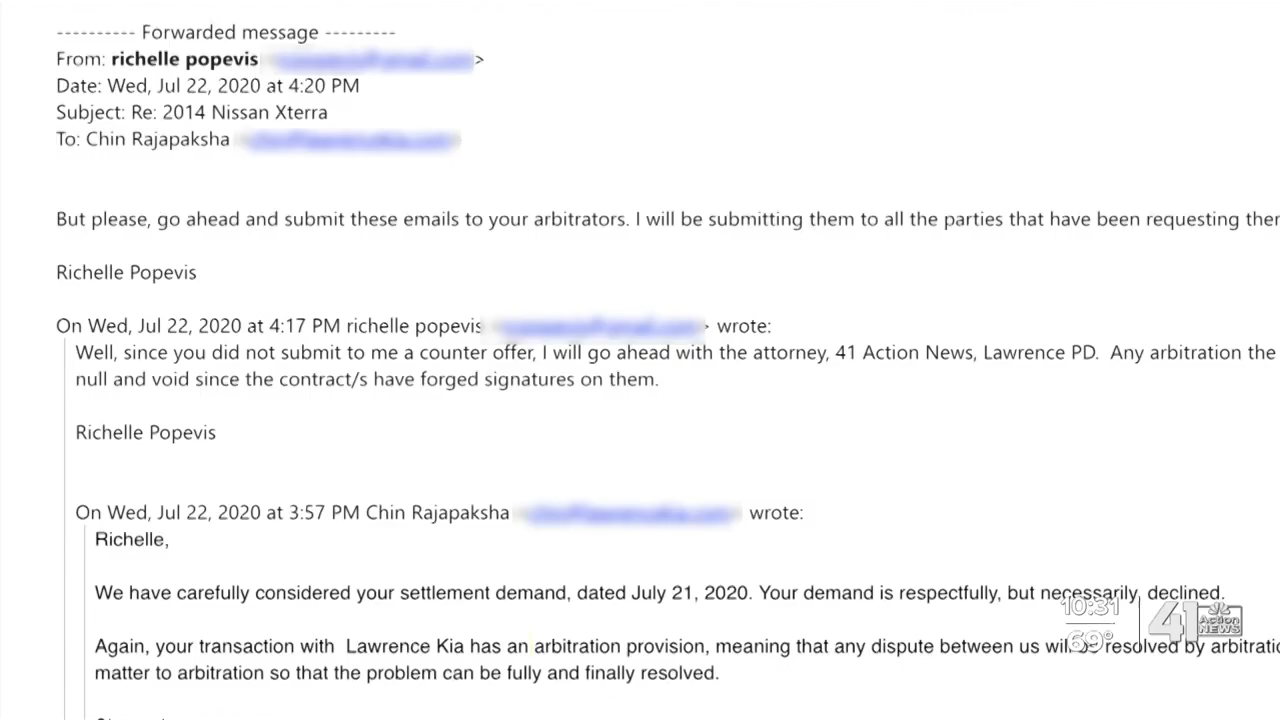 ---------- Forwarded message ---------
From: richelle popevis >
Date: Wed, Jul 22, 2020 at 4:20 PM
Subject: Re: 2014 Nissan Xterra
To: Chin Rajapaksha
But please, go ahead and submit these emails to your arbitrators. I will be submitting them to all the parties that have been requesting
Richelle Popevis
On Wed, Jul 22, 2020 at 4:17 PM richelle popevis > wrote:
Well, since you did not submit to me a counter offer, I will go ahead with the attorney, 41 Action News, Lawrence PD. Any arbitration the
null and void since the contract/s have forged signatures on them.
Richelle Popevis
On Wed, Jul 22, 2020 at 3:57 PM Chin Rajapaksha wrote:
Richelle,
We have carefully considered your settlement demand, dated July 21, 2020. Your demand is respectfully, but necessarily, declined.
Again, your transaction with Lawrence Kia has an arbitration provision, meaning that any dispute between us will be resolved by
matter to arbitration so that the problem can be fully and finally resolved.
10:31
69°
41 Action NEWS